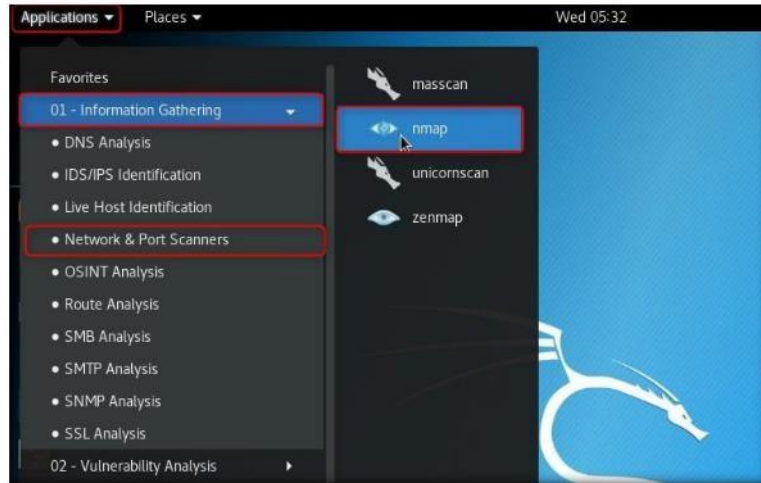 Applications ▾ Places ▾ Wed 05:32
Favorites
01 - Information Gathering
• DNS Analysis
• IDS/IPS Identification
• Live Host Identification
• Network & Port Scanners
• OSINT Analysis
• Route Analysis
• SMB Analysis
• SMTP Analysis
• SNMP Analysis
• SSL Analysis
02 - Vulnerability Analysis
masscan
nmap
unicornscan
zenmap